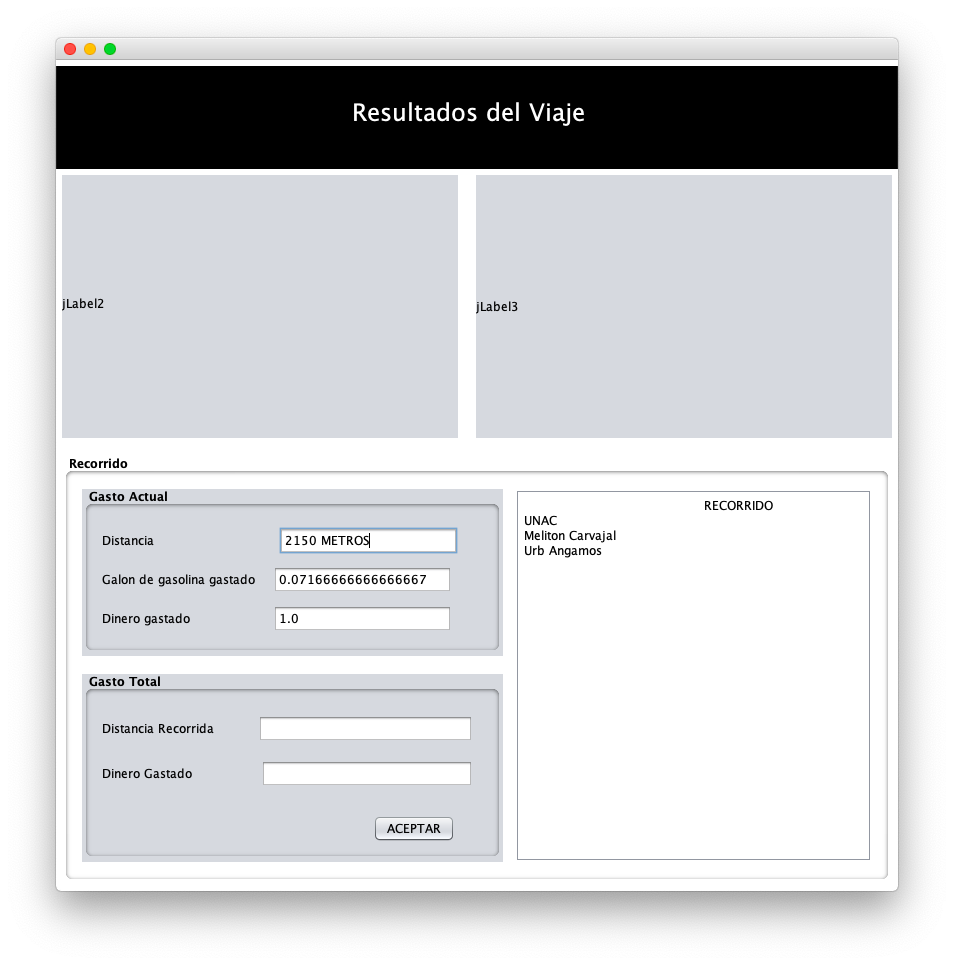 Resultados del Viaje
jLabel2
jLabel3
Recorrido
Gasto Actual
Distancia
2150 METROS
Galon de gasolina gastado
0.07166666666666667
Dinero gastado
1.0
Gasto Total
Distancia Recorrida
Dinero Gastado
ACEPTAR
RECORRIDO
UNAC
Meliton Carvajal
Urb Angamos